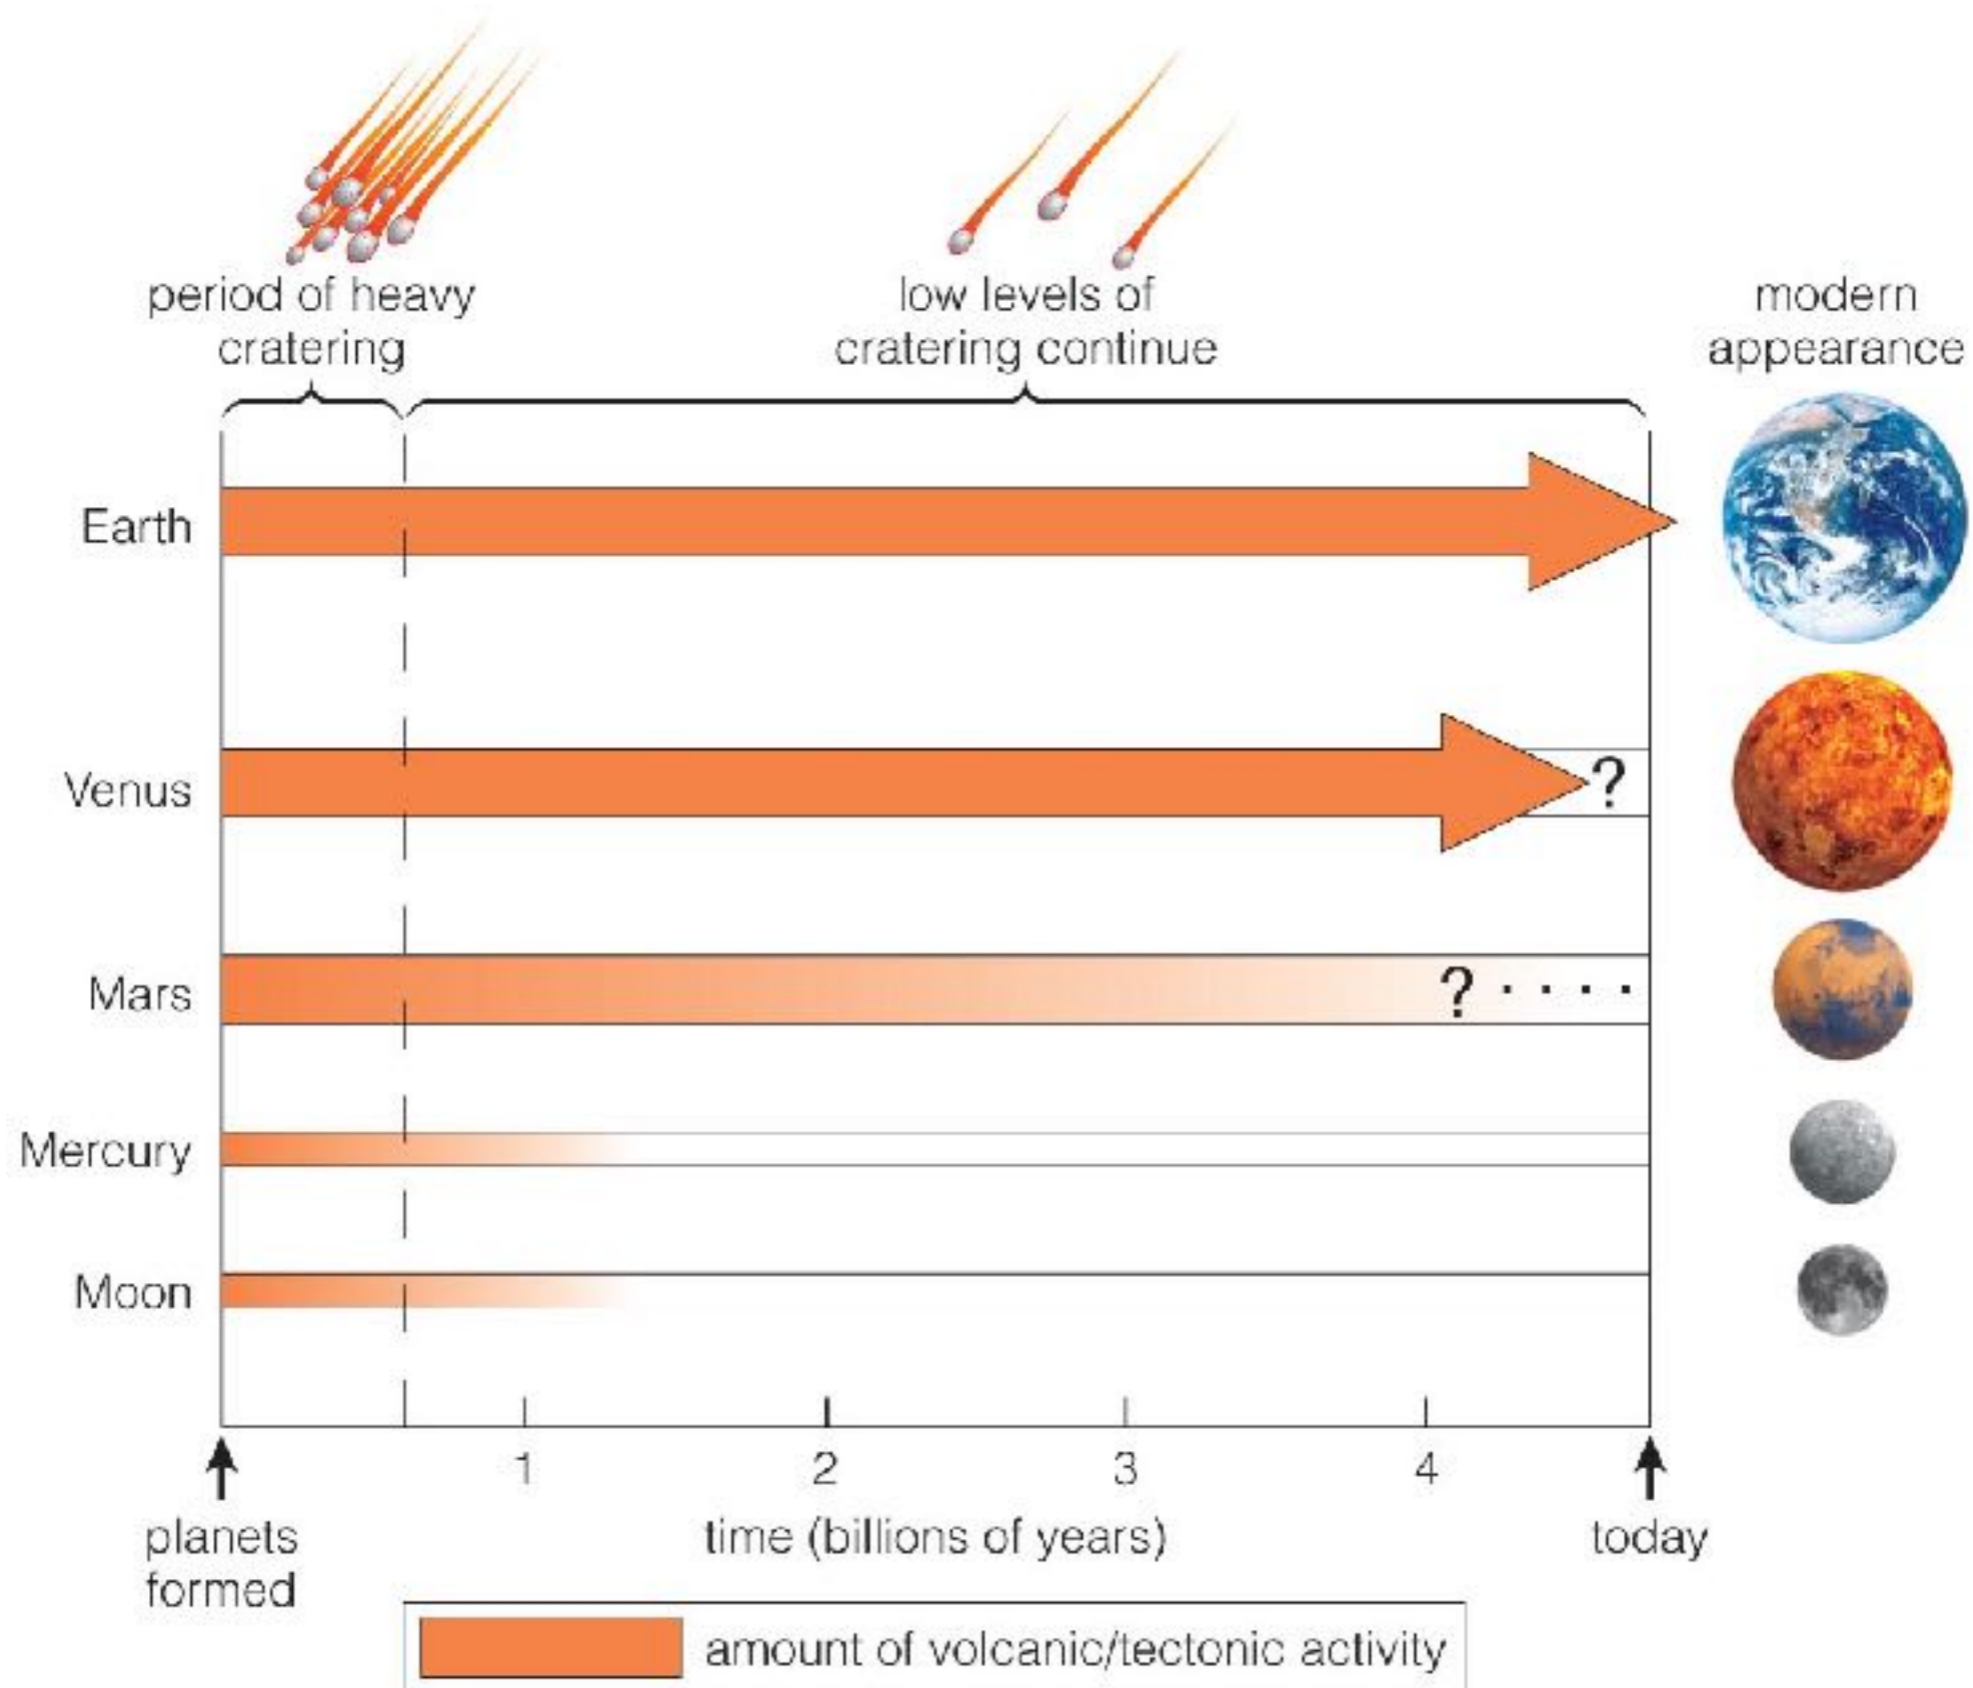 period of heavy
cratering
low levels of
cratering continue
modern
appearance
Earth
Venus
?
Mars
? . . . .
Mercury
Moon
1
2
3
4
planets
formed
time (billions of years)
today
amount of volcanic/tectonic activity